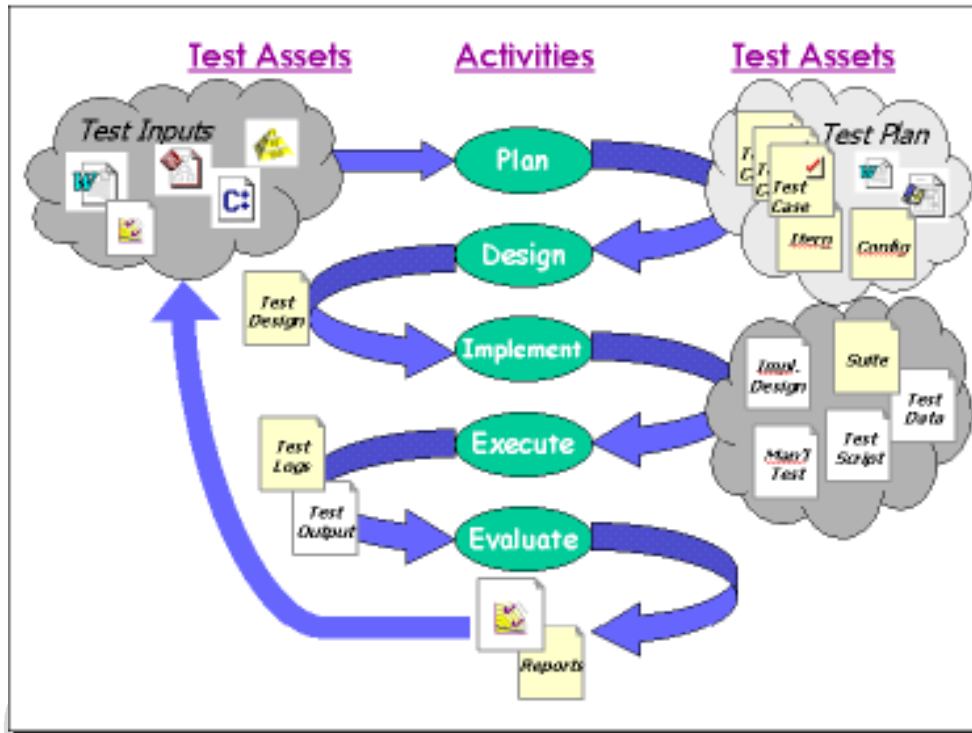 Test Assets
Activities
Test Assets
Test Inputs
W
C+
Plan
Test Plan
W
Test
Case
Iter'n
Config
Design
Test
Design
Implement
Impl.
Design
Suite
Test
Data
Man'l
Test
Test
Script
Execute
Test
Logs
Test
Output
Evaluate
Reports